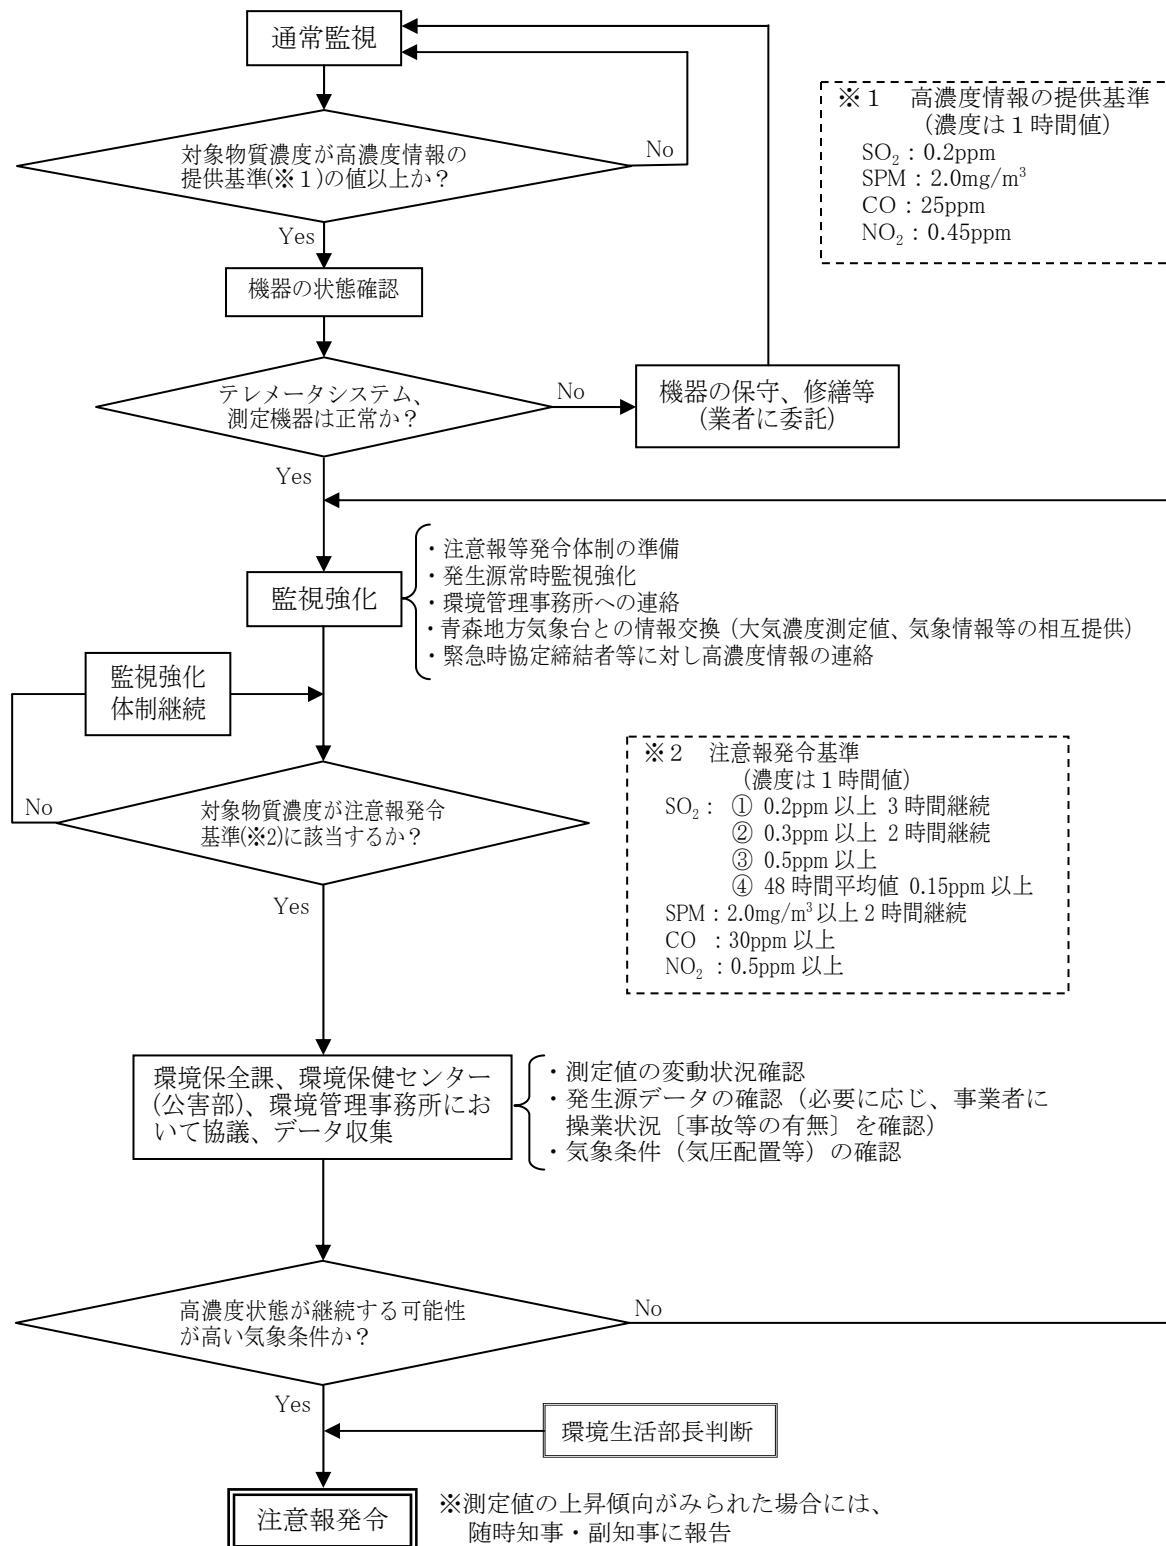 通常監視
※１　高濃度情報の提供基準
（濃度は１時間値）
SO₂：0.2ppm
SPM：2.0mg/m³
CO：25ppm
NO₂：0.45ppm
対象物質濃度が高濃度情報の
提供基準(※１)の値以上か？
No
Yes
機器の状態確認
テレメータシステム、
測定機器は正常か？
No
機器の保守、修繕等
(業者に委託)
Yes
監視強化
・注意報等発令体制の準備
・発生源常時監視強化
・環境管理事務所への連絡
・青森地方気象台との情報交換（大気濃度測定値、気象情報等の相互提供）
・緊急時協定締結者等に対し高濃度情報の連絡
監視強化
体制継続
対象物質濃度が注意報発令
基準(※2)に該当するか？
No
Yes
※２　注意報発令基準
（濃度は１時間値）
SO₂：① 0.2ppm 以上 3 時間継続
② 0.3ppm 以上 2 時間継続
③ 0.5ppm 以上
④ 48 時間平均値 0.15ppm 以上
SPM：2.0mg/m³以上 2 時間継続
CO ：30ppm 以上
NO₂ ：0.5ppm 以上
環境保全課、環境保健センター
(公害部)、環境管理事務所にお
いて協議、データ収集
・測定値の変動状況確認
・発生源データの確認（必要に応じ、事業者に
操業状況〔事故等の有無〕を確認）
・気象条件（気圧配置等）の確認
高濃度状態が継続する可能性
が高い気象条件か？
No
Yes
環境生活部長判断
注意報発令
※測定値の上昇傾向がみられた場合には、
随時知事・副知事に報告